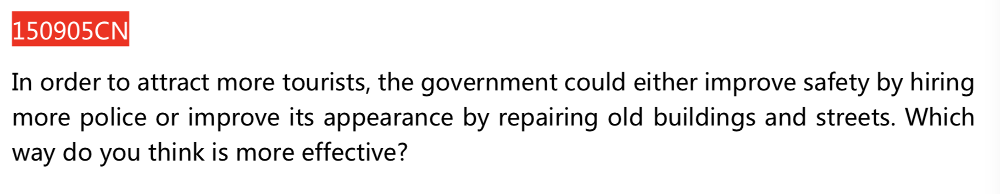 150905CN
In order to attract more tourists, the government could either improve safety by hiring
more police or improve its appearance by repairing old buildings and streets. Which
way do you think is more effective?